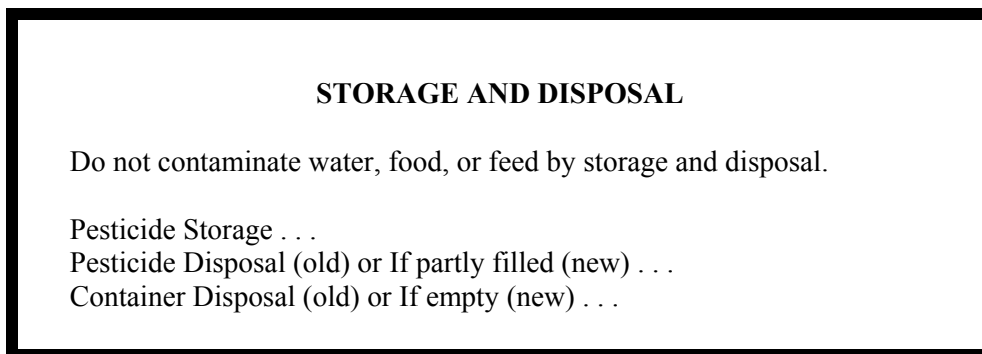 STORAGE AND DISPOSAL
Do not contaminate water, food, or feed by storage and disposal.
Pesticide Storage . . .
Pesticide Disposal (old) or If partly filled (new) . . .
Container Disposal (old) or If empty (new) . . .